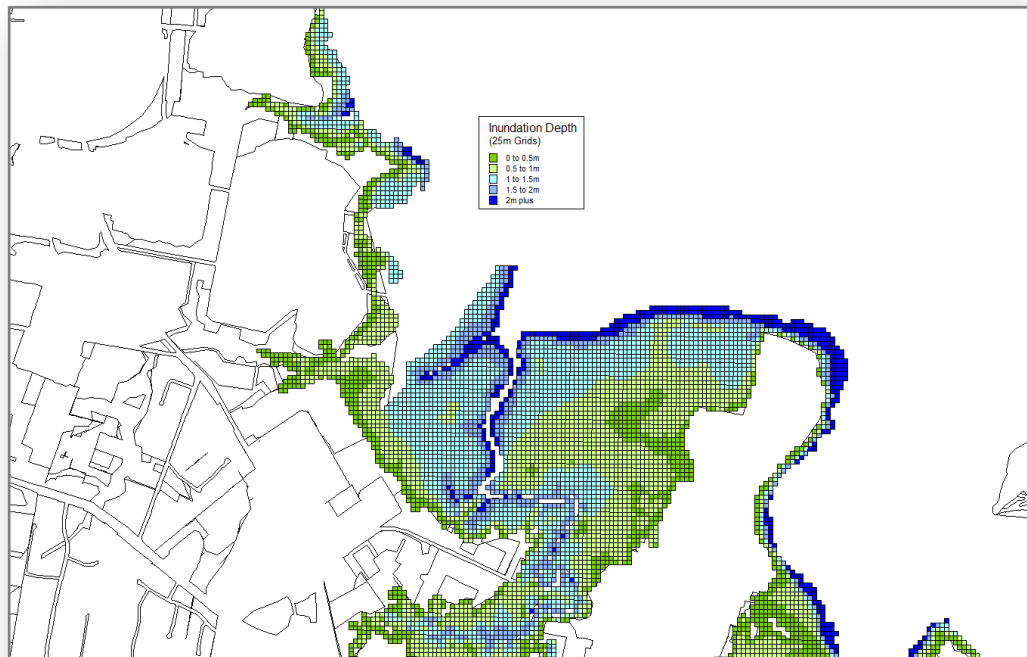 Inundation Depth
(25m Grids)
0 to 0.5m
0.5 to 1m
1 to 1.5m
1.5 to 2m
2m plus